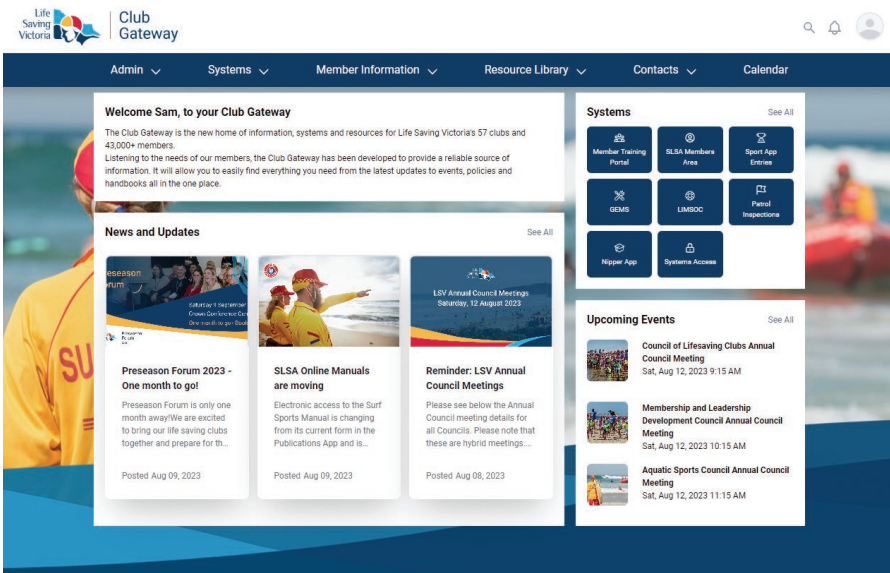 Life
Saving
Victoria
Club
Gateway
Admin
Systems
Member Information
Resource Library
Contacts
Calendar
Welcome Sam, to your Club Gateway
The Club Gateway is the new home of information, systems and resources for Life Saving Victoria's 57 clubs and
43,000+ members.
Listening to the needs of our members, the Club Gateway has been developed to provide a reliable source of
information. It will allow you to easily find everything you need from the latest updates to events, policies and
handbooks all in the one place.
News and Updates
See All
eseason
rum
Saturday 9 September
Crown Conference Cen
One month to go - Book
Preseason Forum 2023 -
One month to go!
Preseason Forum is only one
month away!We are excited
to bring our life saving clubs
together and prepare for th...
Posted Aug 09, 2023
SLSA Online Manuals
are moving
Electronic access to the Surf
Sports Manual is changing
from its current form in the
Publications App and is...
Posted Aug 09, 2023
LSV Annual Council Meetings
Saturday, 12 August 2023
Reminder: LSV Annual
Council Meetings
Please see below the Annual
Council meeting details for
all Councils. Please note that
these are hybrid meetings....
Posted Aug 08, 2023
Systems
See All
Member Training
Portal
SLSA Members
Area
Sport App
Entries
GEMS
LIMSOC
Patrol
Inspections
Nipper App
Systems Access
Upcoming Events
See All
Council of Lifesaving Clubs Annual
Council Meeting
Sat, Aug 12, 2023 9:15 AM
Membership and Leadership
Development Council Annual Council
Meeting
Sat, Aug 12, 2023 10:15 AM
Aquatic Sports Council Annual Council
Meeting
Sat, Aug 12, 2023 11:15 AM
SU